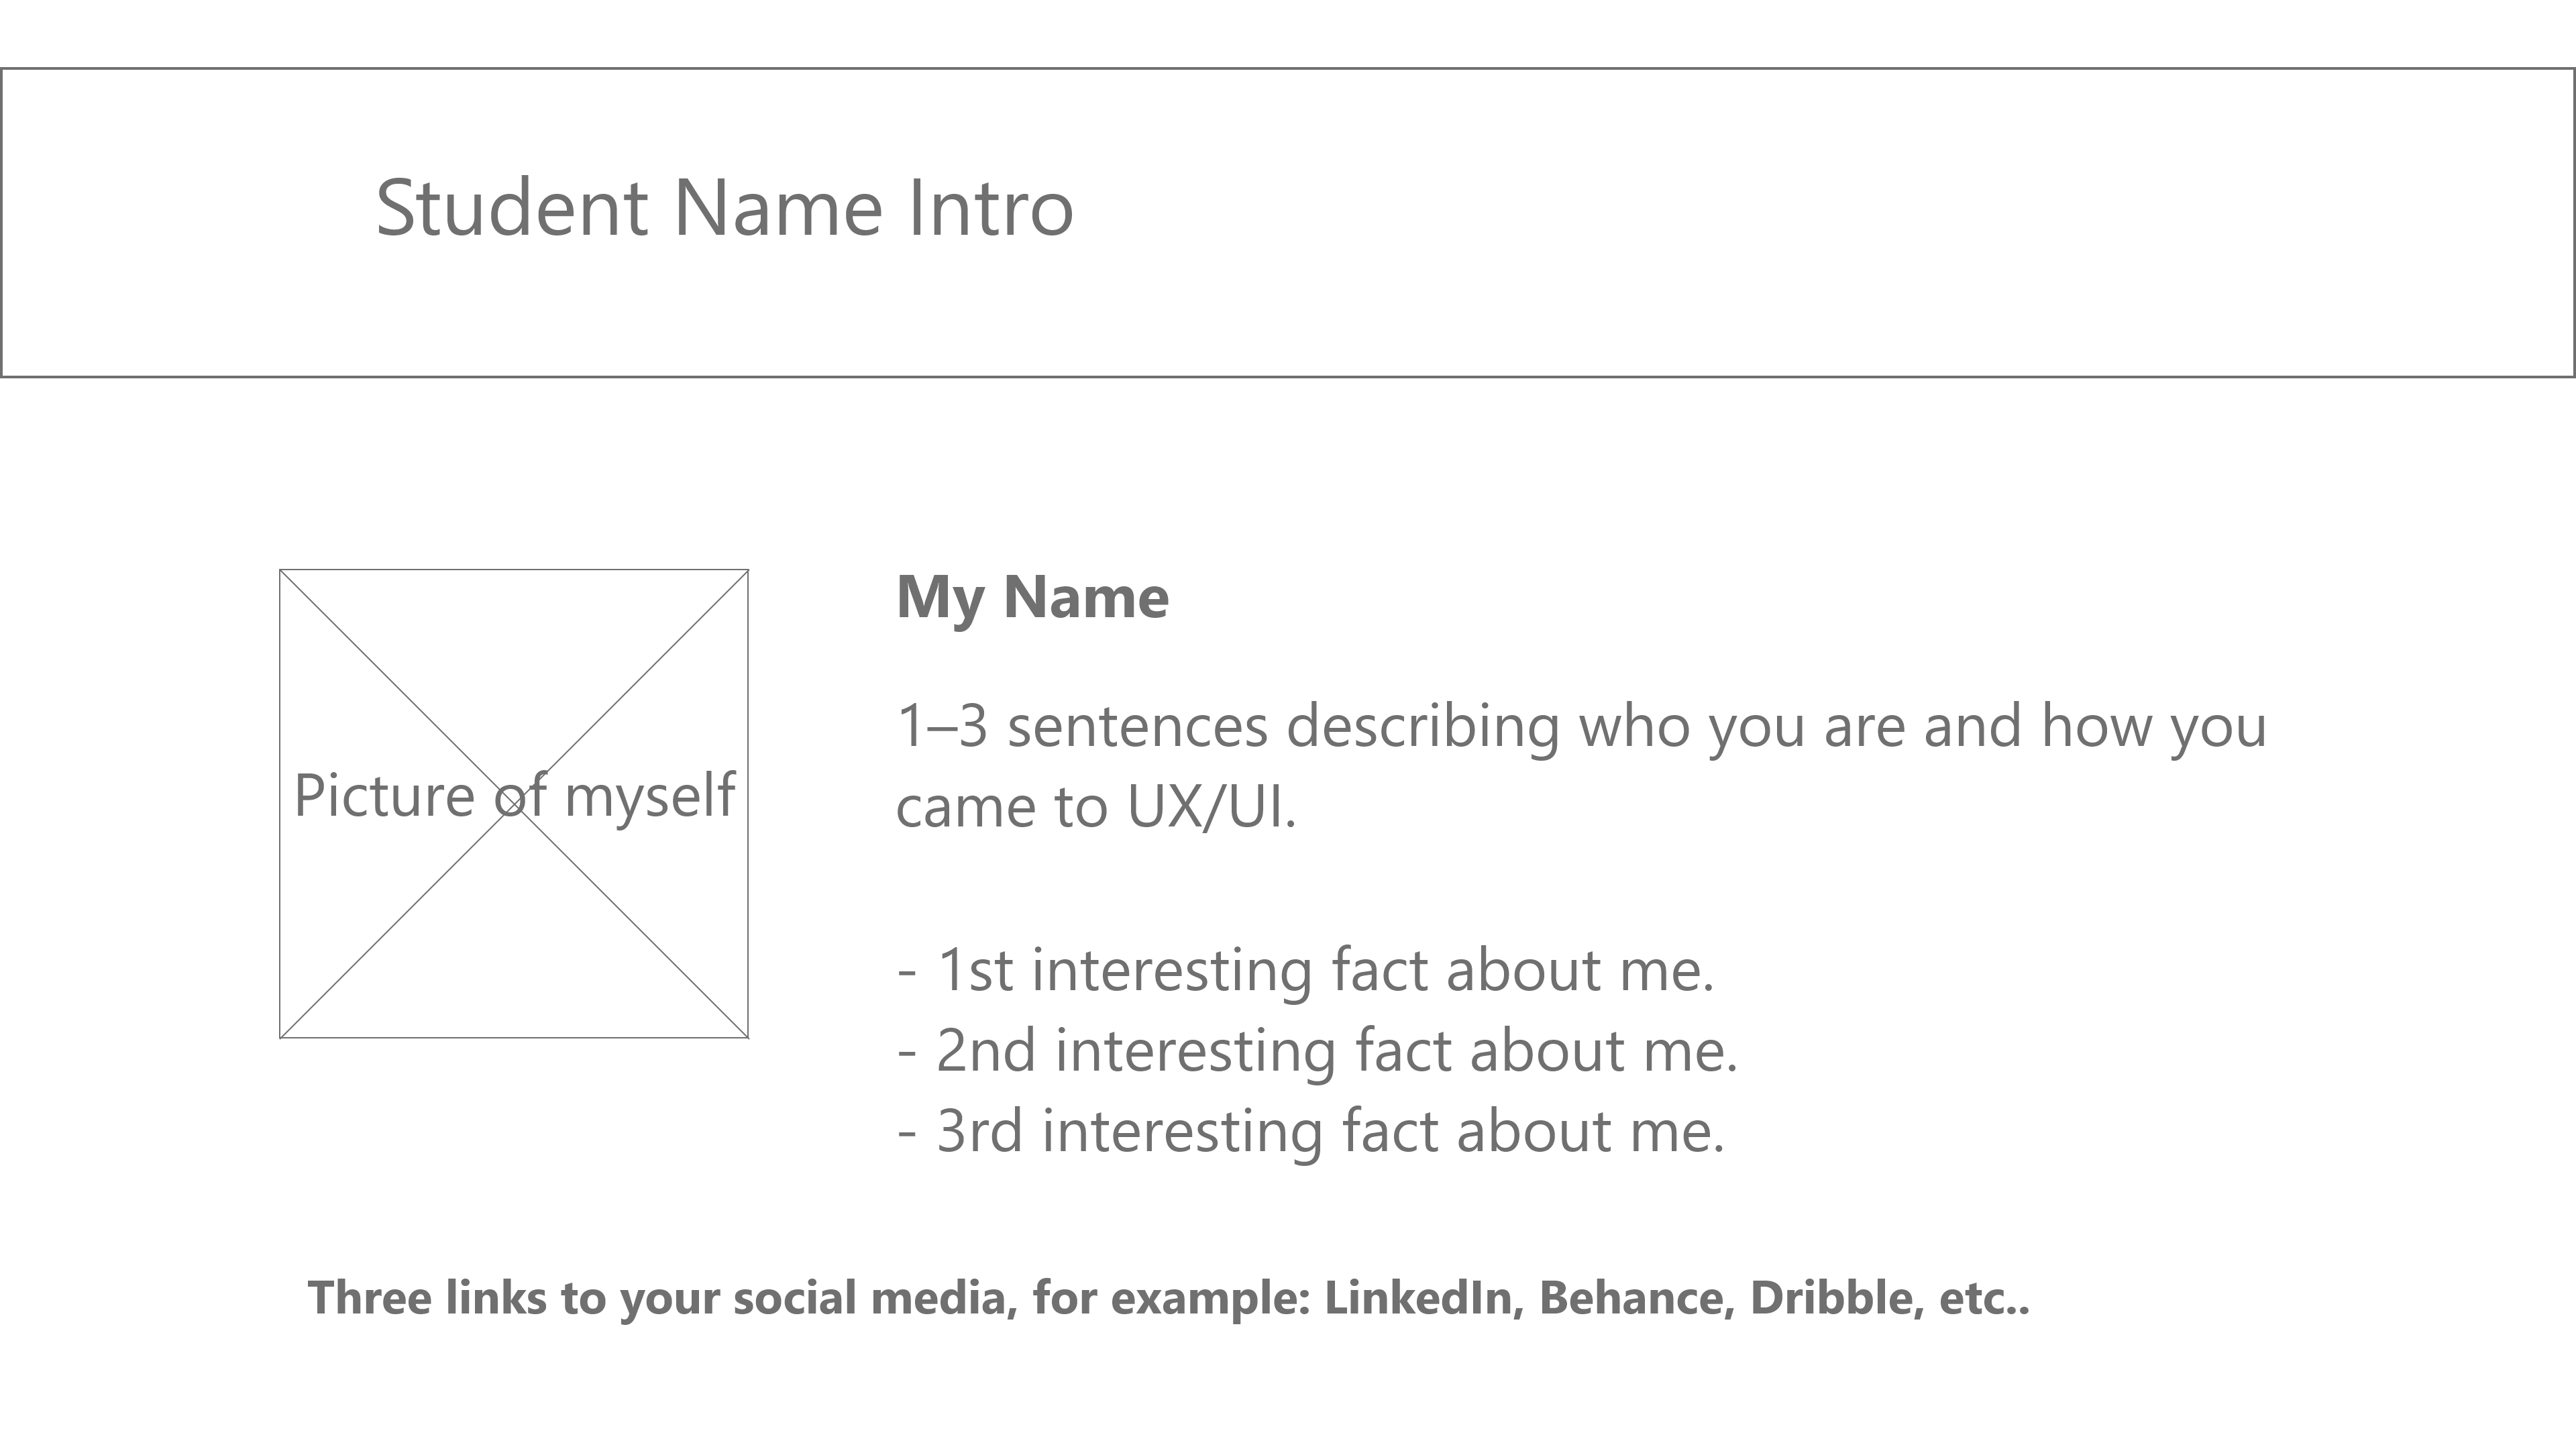 Student Name Intro
Picture of myself
My Name
1–3 sentences describing who you are and how you
came to UX/UI.
- 1st interesting fact about me.
- 2nd interesting fact about me.
- 3rd interesting fact about me.
Three links to your social media, for example: LinkedIn, Behance, Dribble, etc..